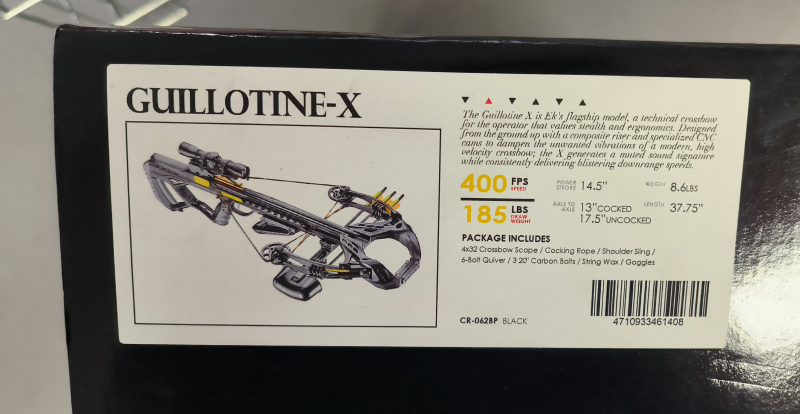 GUILLOTINE-X
The Guillotine X is Ek's flagship model, a technical crossbow
for the operator that values stealth and ergonomics. Designed
from the ground up with a composite riser and specialized CNC
cams to dampen the unwanted vibrations of a modern, high
velocity crossbow; the X generates a muted sound signature
while consistently delivering blistering downrange speeds.
400 FPS SPEED
POWER STROKE 14.5"
WEIGHT 8.6LBS
185 LBS DRAW WEIGHT
AXLE TO AXLE 13"COCKED
17.5"UNCOCKED
LENGTH 37.75"
PACKAGE INCLUDES
4x32 Crossbow Scope / Cocking Rope / Shoulder Sling /
6-Bolt Quiver / 3 20" Carbon Bolts / String Wax / Goggles
CR-062BP BLACK
4710933461408